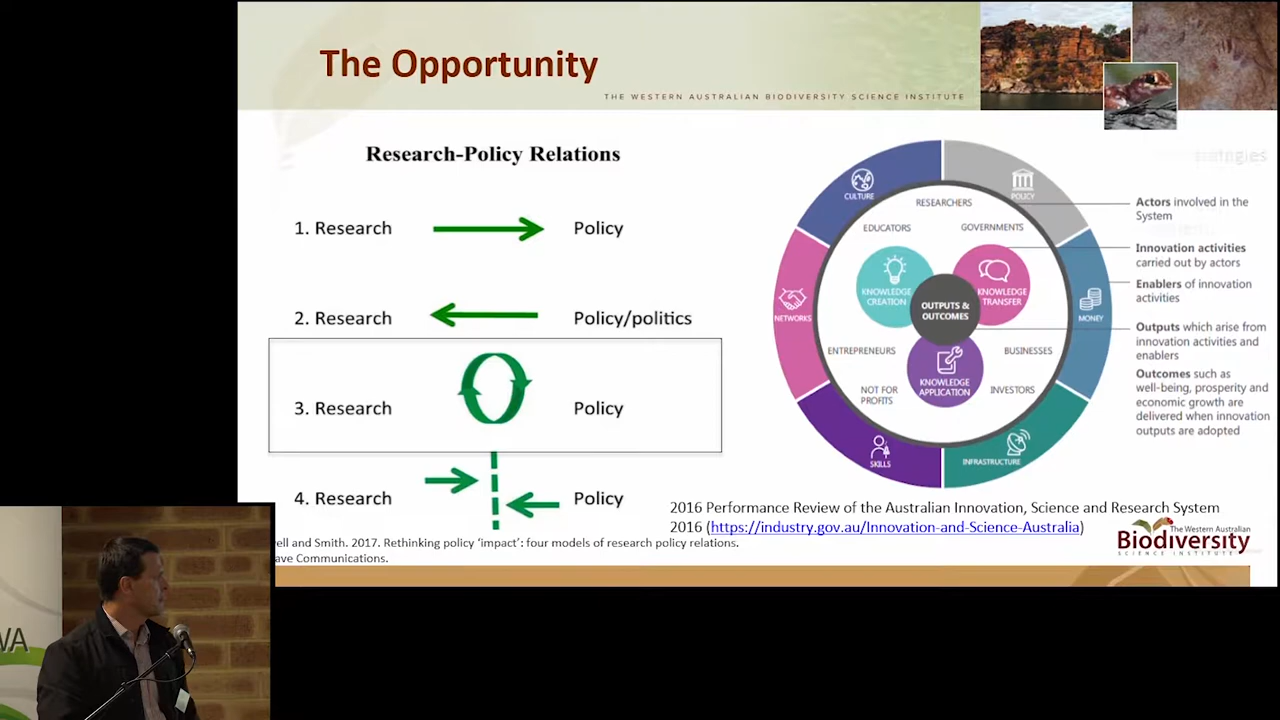 The Opportunity
THE WESTERN AUSTRALIAN BIODIVERSITY SCIENCE INSTITUTE
Research-Policy Relations
1. Research Policy
2. Research Policy/politics
3. Research Policy
4. Research Policy
CULTURE
POLICY
NETWORKS
MONEY
SKILLS
INFRASTRUCTURE
RESEARCHERS
EDUCATORS
GOVERNMENTS
KNOWLEDGE
CREATION
KNOWLEDGE
TRANSFER
OUTPUTS &
OUTCOMES
ENTREPRENEURS
BUSINESSES
KNOWLEDGE
APPLICATION
NOT FOR
PROFITS
INVESTORS
Actors involved in the
System
Innovation activities
carried out by actors
Enablers of innovation
activities
Outputs which arise from
innovation activities and
enablers
Outcomes such as
well-being, prosperity and
economic growth are
delivered when innovation
outputs are adopted
2016 Performance Review of the Australian Innovation, Science and Research System
2016 (https://industry.gov.au/Innovation-and-Science-Australia)
ell and Smith. 2017. Rethinking policy 'impact': four models of research policy relations.
ave Communications.
The Western Australian
Biodiversity
SCIENCE INSTITUTE
WA